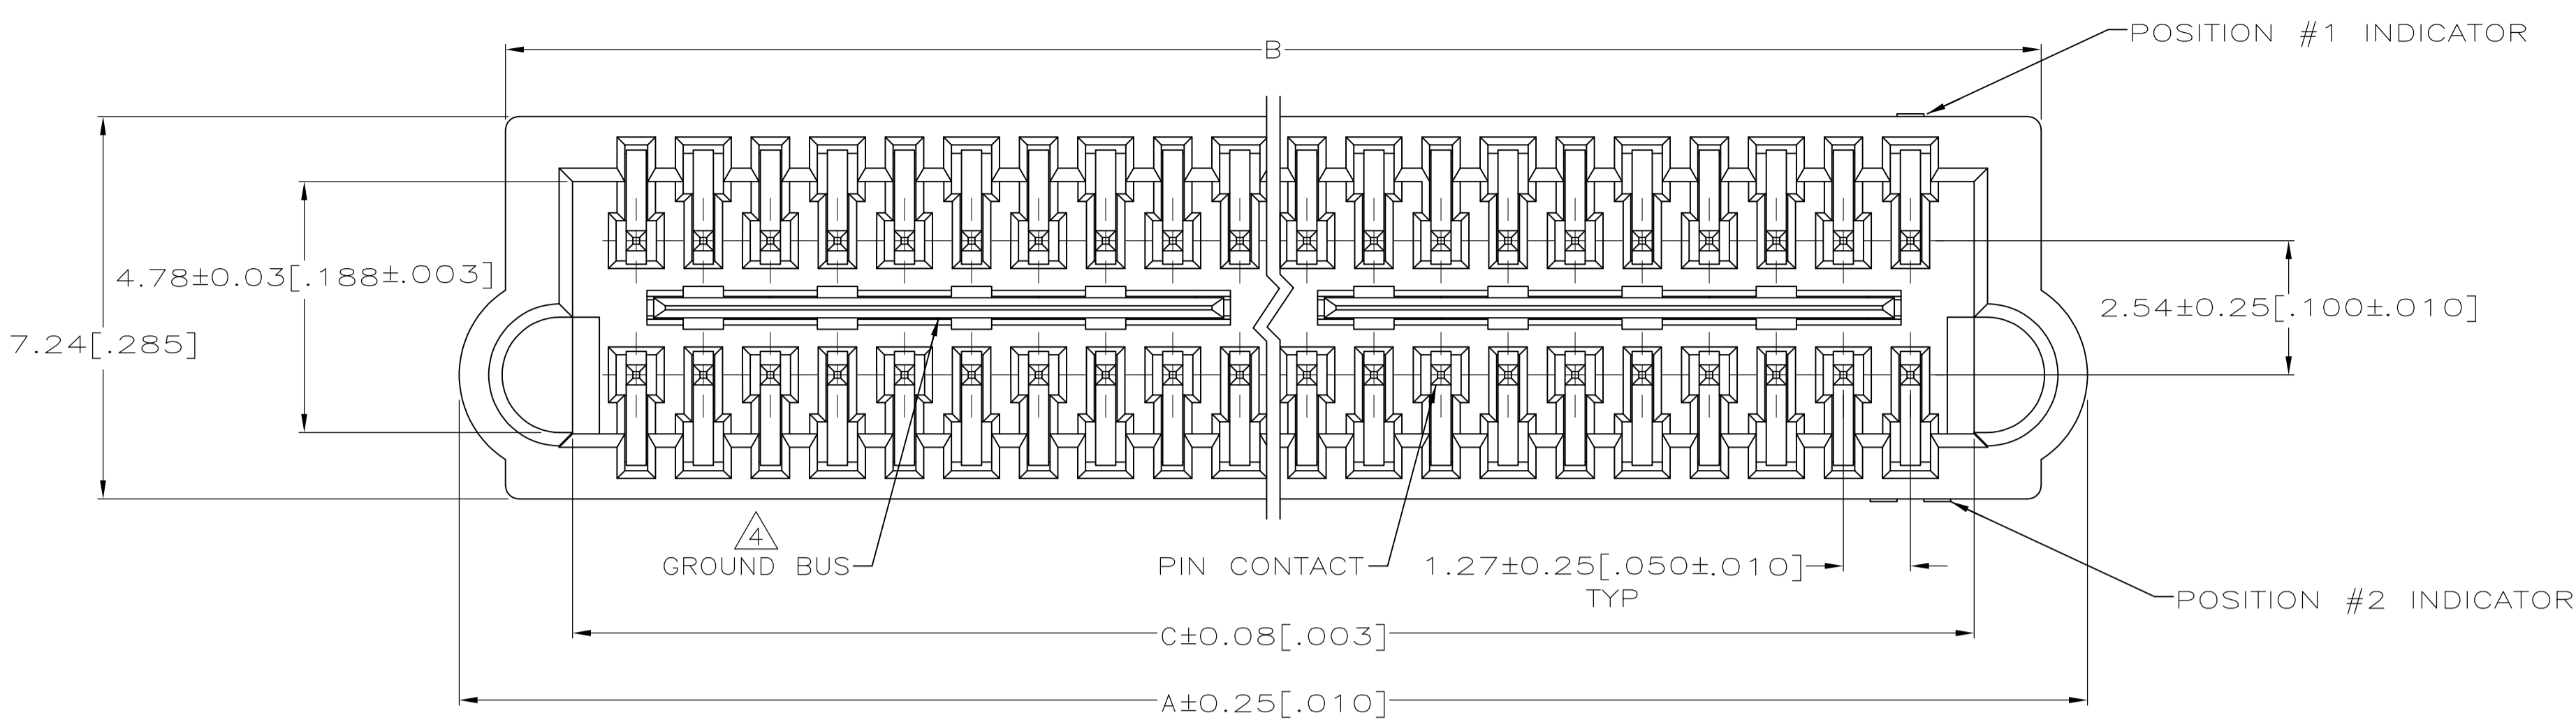 POSITION #1 INDICATOR
B
4.78±0.03[.188±.003]
2.54±0.25[.100±.010]
7.24[.285]
4
GROUND BUS
PIN CONTACT
1.27±0.25[.050±.010]
TYP
POSITION #2 INDICATOR
C±0.08[.003]
A±0.25[.010]